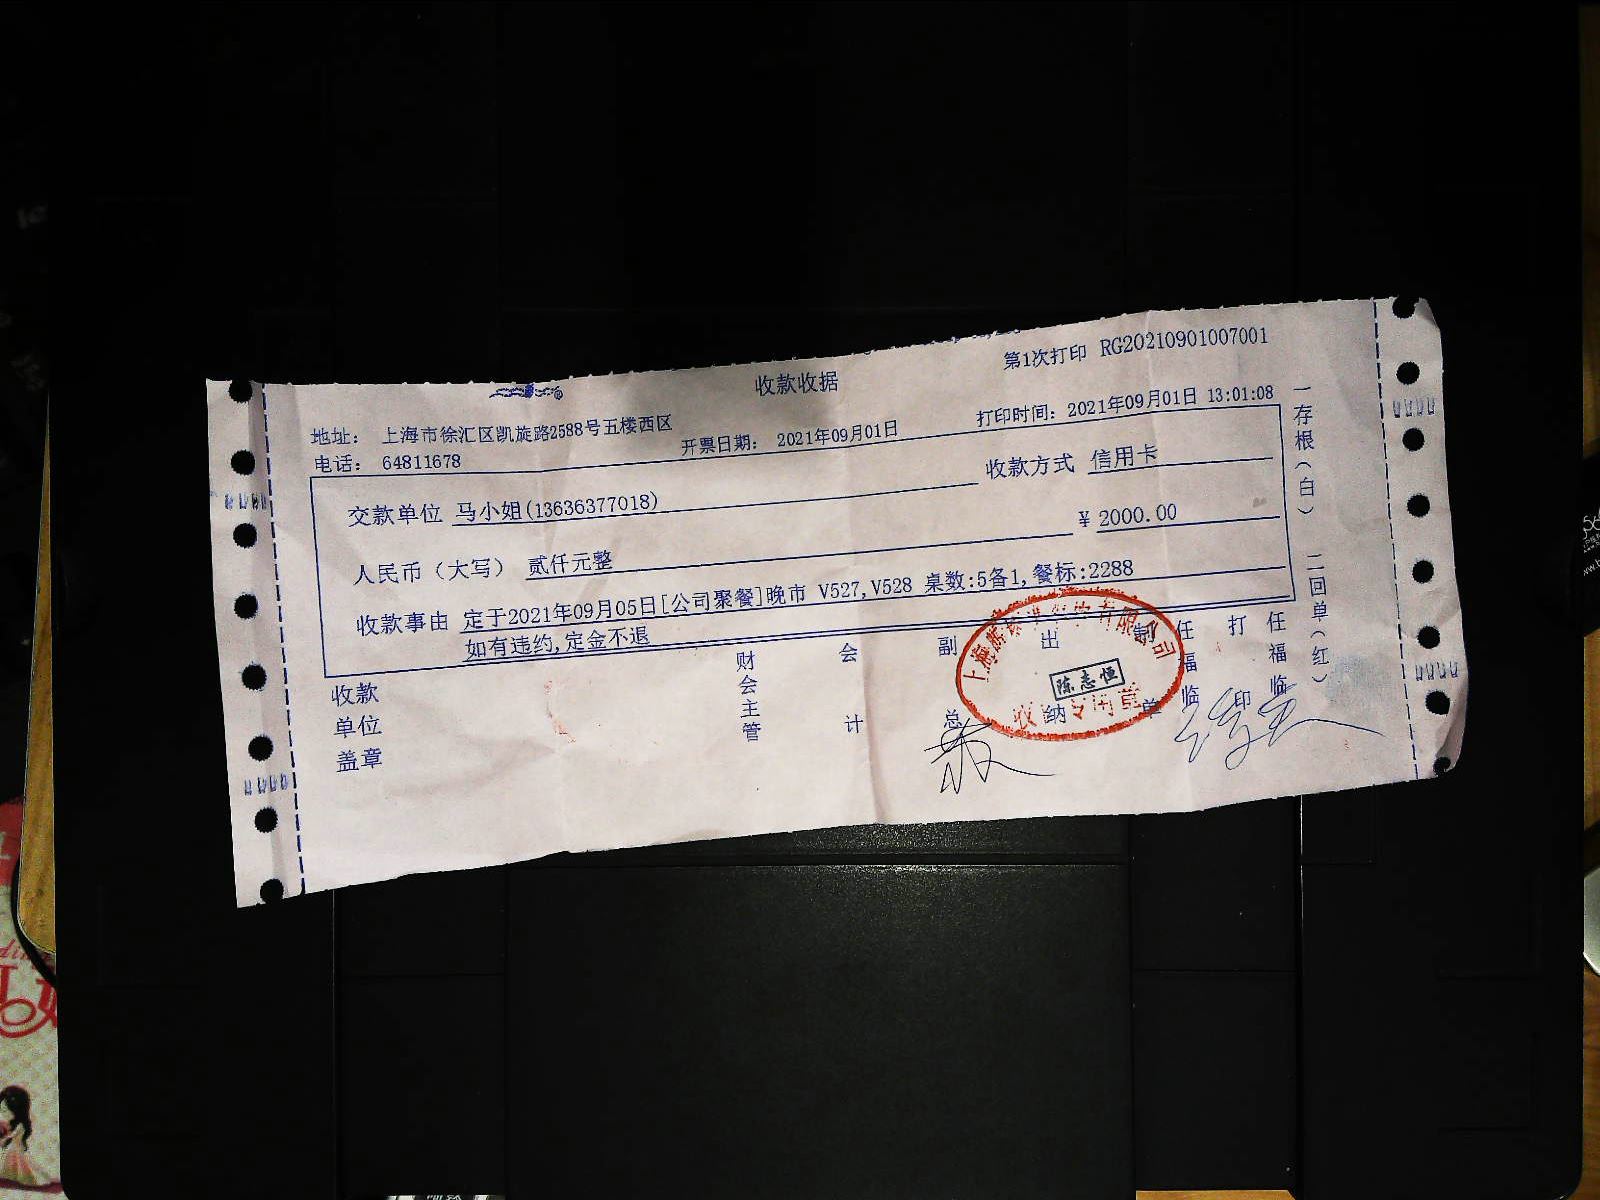 收款收据
第1次打印 RG20210901007001
地址： 上海市徐汇区凯旋路2588号五楼西区
电话： 64811678
开票日期： 2021年09月01日
打印时间： 2021年09月01日 13:01:08
交款单位 马小姐(13636377018)
收款方式 信用卡
人民币（大写） 贰仟元整
￥ 2000.00
收款事由 定于2021年09月05日[公司聚餐]晚市 V527,V528 桌数:5备1,餐标:2288
如有违约,定金不退
收款单位盖章
财会主管
会计
副总
出纳
制单
任福临
打印
任福临
陈志恒
一存根（白） 二回单（红）